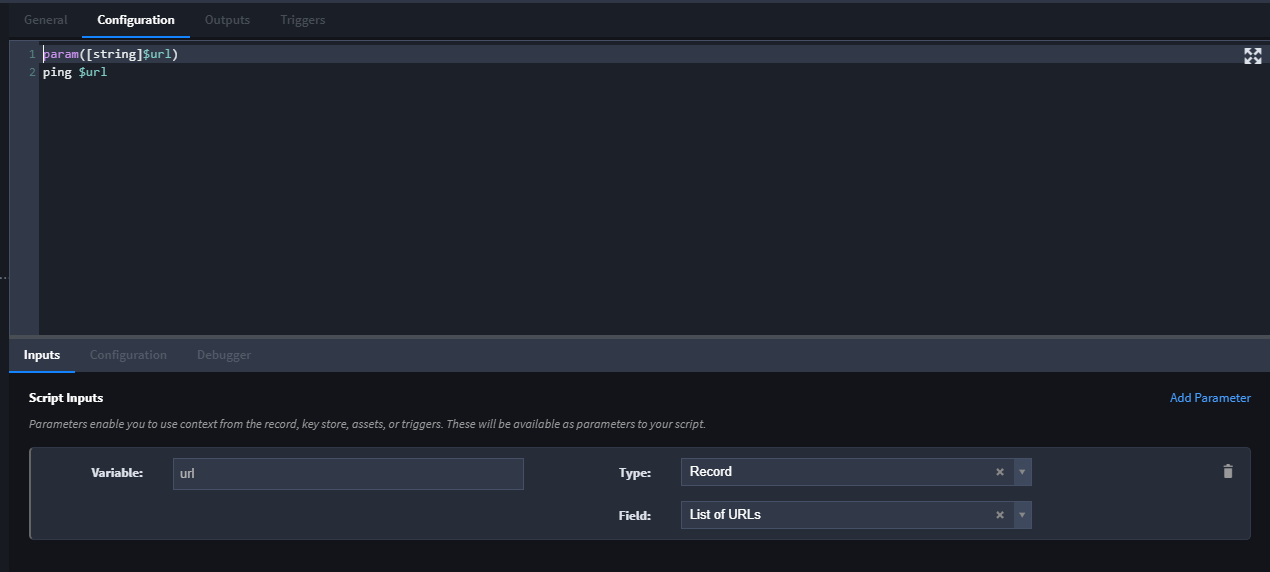 General Configuration Outputs Triggers
1 param([string]$url)
2 ping $url
Inputs Configuration Debugger
Script Inputs Add Parameter
Parameters enable you to use context from the record, key store, assets, or triggers. These will be available as parameters to your script.
Variable: url Type: Record
Field: List of URLs